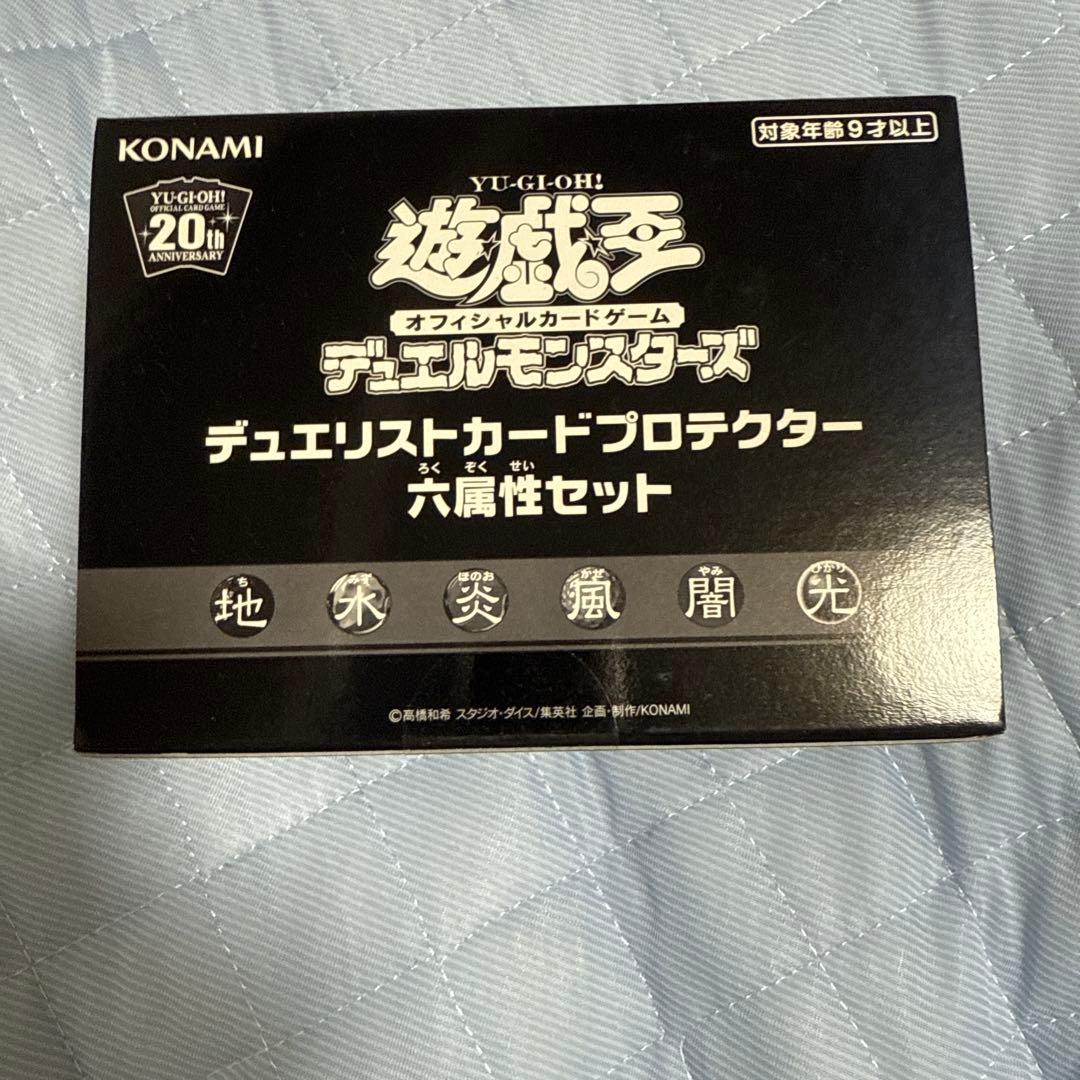 KONAMI
対象年齢9才以上
YU-GI-OH!
OFFICIAL CARD GAME
20th
ANNIVERSARY
YU-GI-OH!
遊戯王
オフィシャルカードゲーム
デュエルモンスターズ
デュエリストカードプロテクター
ろく ぞく せい
六属性セット
ち みず ほのお かぜ やみ ひかり
地 水 炎 風 闇 光
©高橋和希 スタジオ・ダイス/集英社 企画・制作/KONAMI